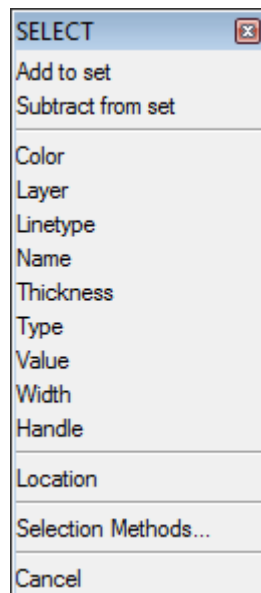 SELECT
Add to set
Subtract from set
Color
Layer
Linetype
Name
Thickness
Type
Value
Width
Handle
Location
Selection Methods...
Cancel